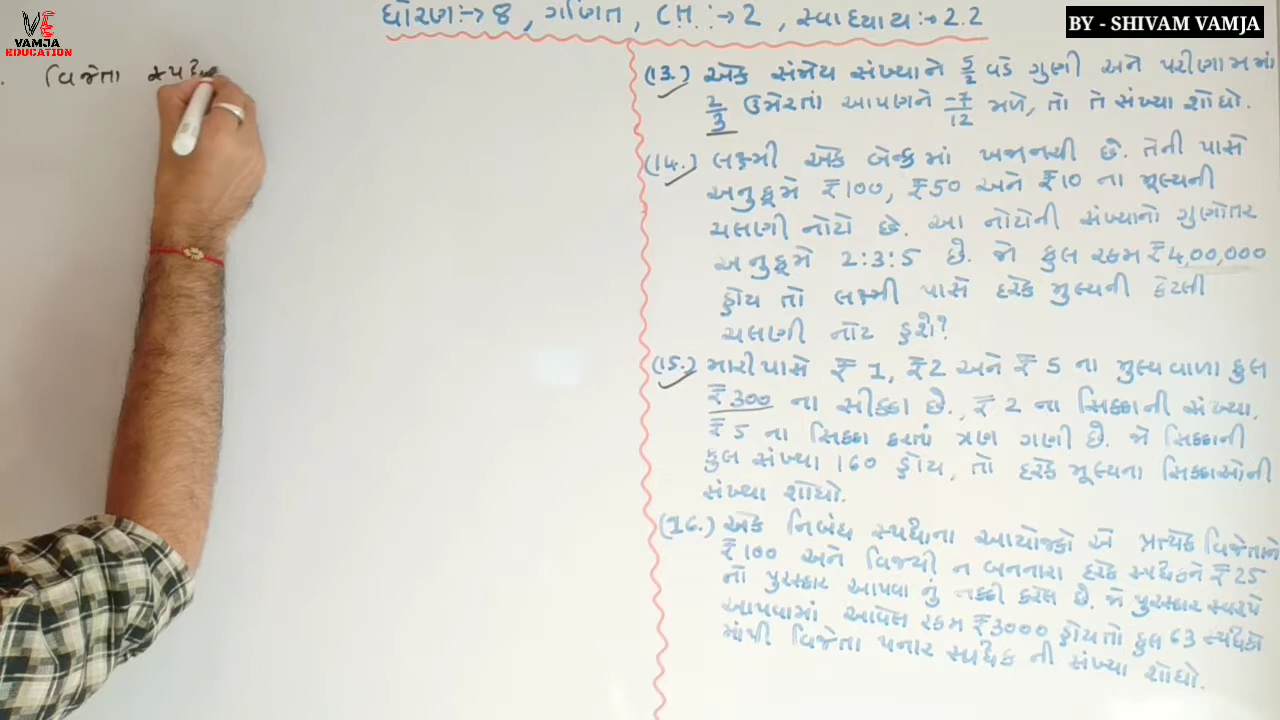 ધોરણ:→8, ગણિત, CH.:→2, સ્વાધ્યાય:→2.2
BY - SHIVAM VAMJA
VE
VAMJA
EDUCATION
વિજેતા સ્પર્ધ
(13.) એક સંમેય સંખ્યાને 5/2 વડે ગુણી અને પરીણામમાં
2/3 ઉમેરતાં આપણને -7/12 મળે, તો તે સંખ્યા શોધો.
(14.) લક્ષ્મી એક બેન્કમાં ખજાનચી છે. તેની પાસે
અનુક્રમે ₹100, ₹50 અને ₹10 ના મૂલ્યની
ચલણી નોટો છે. આ નોટોની સંખ્યાનો ગુણોતર
અનુક્રમે 2:3:5 છે. જો કુલ રકમ ₹4,00,000
હોય તો લક્ષ્મી પાસે દરેક મુલ્યની કેટલી
ચલણી નોટ હશે?
(15.) મારી પાસે ₹ 1, ₹2 અને ₹ 5 ના મુલ્યવાળા કુલ
₹300 ના સીક્કા છે., ₹ 2 ના સિક્કાની સંખ્યા,
₹5 ના સિક્કા કરતાં ત્રણ ગણી છે. જો સિક્કાની
કુલ સંખ્યા 160 હોય, તો દરેક મૂલ્યના સિક્કાઓની
સંખ્યા શોધો.
(16.) એક નિબંધ સ્પર્ધાના આયોજકો એ પ્રત્યેક વિજેતાને
₹100 અને વિજયી ન બનનારા દરેક સ્પર્ધકને ₹25
નો પુરસ્કાર આપવાનું નક્કી કરેલ છે. જો પુરસ્કાર સ્વરૂપે
આપવામાં આવેલ રકમ ₹3000 હોય તો કુલ 63 સ્પર્ધકો
માંથી વિજેતા બનાર સ્પર્ધક ની સંખ્યા શોધો.